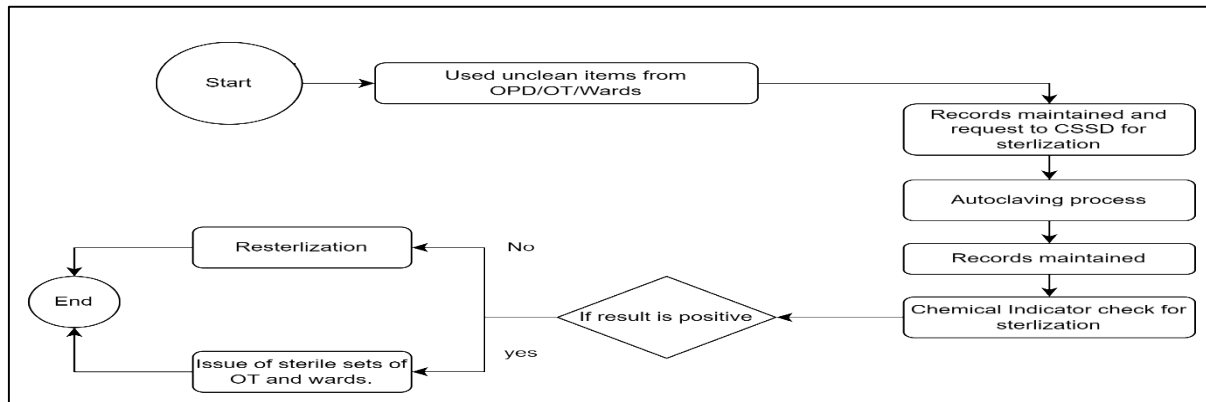 Start
Used unclean items from
OPD/OT/Wards
Records maintained and
request to CSSD for
sterlization
Autoclaving process
Records maintained
Chemical Indicator check for
sterlization
If result is positive
No
Resterlization
yes
Issue of sterile sets of
OT and wards.
End